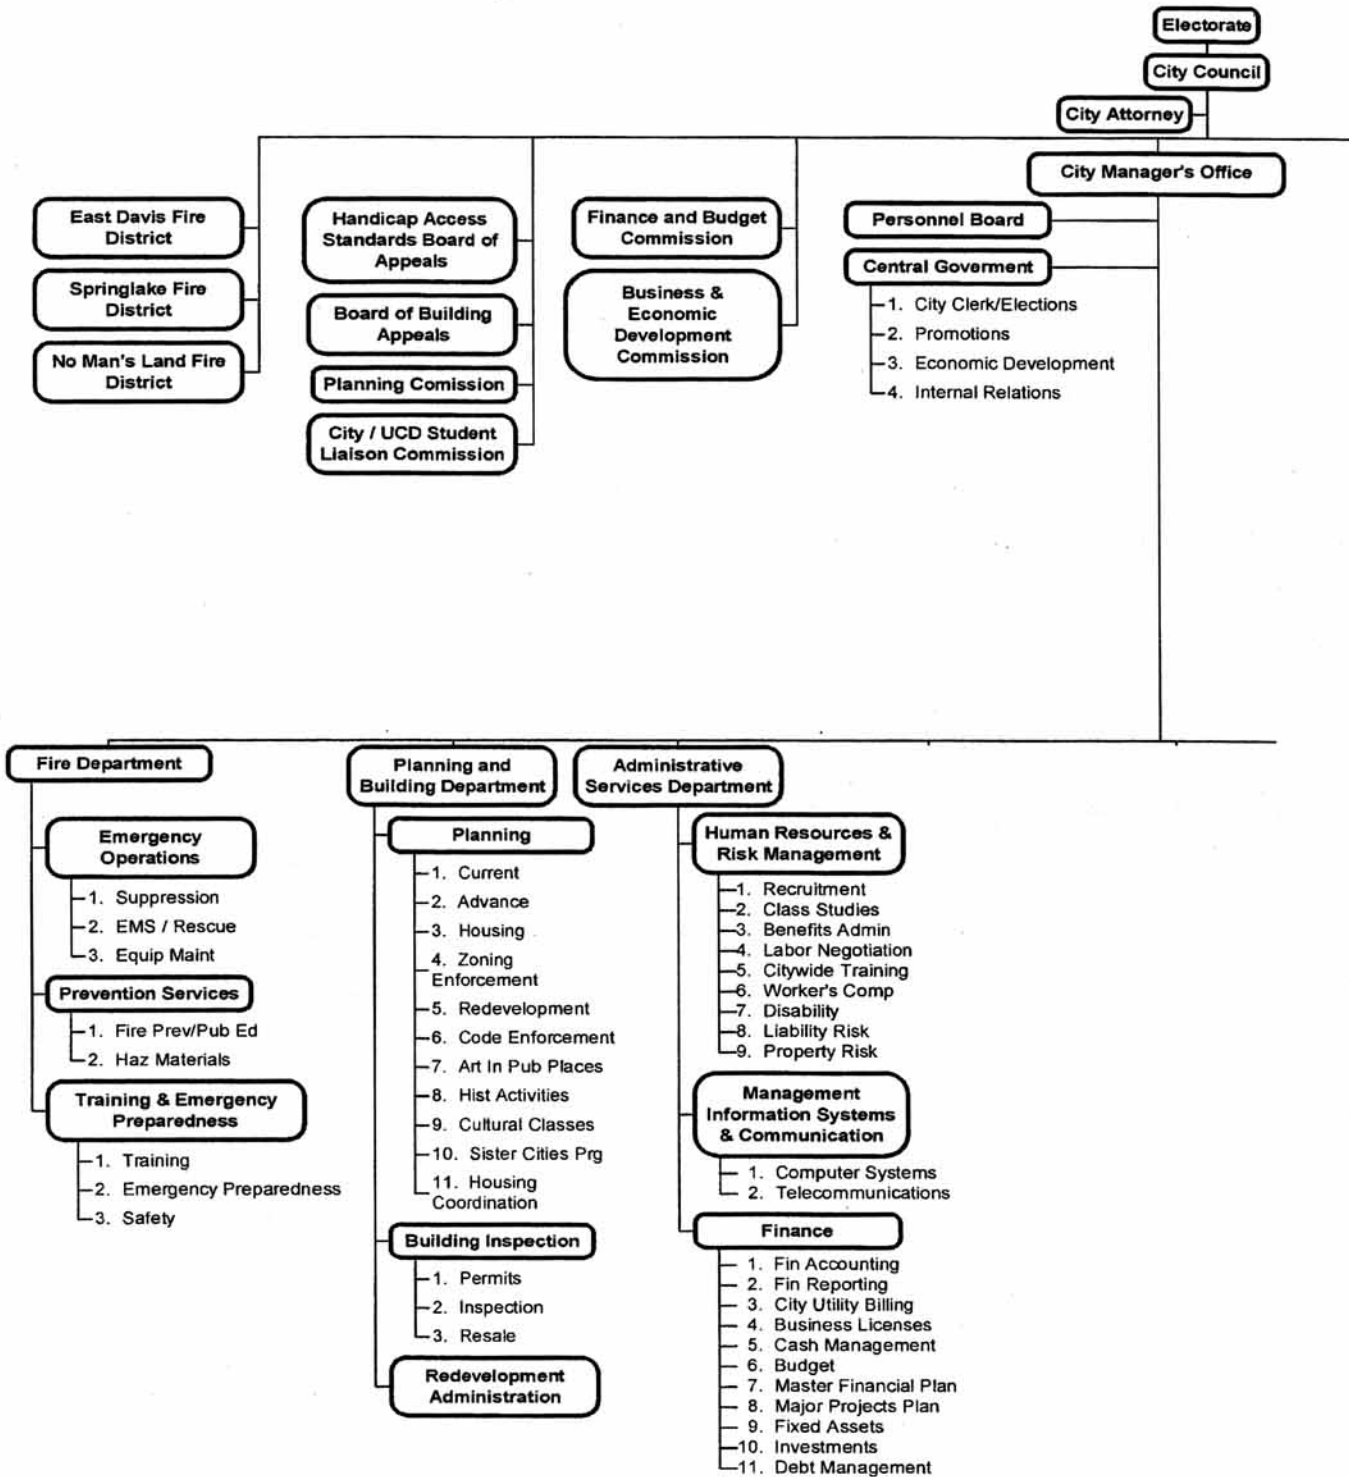 Electorate
City Council
City Attorney
City Manager's Office
East Davis Fire
District
Springlake Fire
District
No Man's Land Fire
District
Handicap Access
Standards Board of
Appeals
Board of Building
Appeals
Planning Comission
City / UCD Student
Liaison Commission
Finance and Budget
Commission
Business &
Economic
Development
Commission
Personnel Board
Central Goverment
1. City Clerk/Elections
2. Promotions
3. Economic Development
4. Internal Relations
Fire Department
Emergency
Operations
1. Suppression
2. EMS / Rescue
3. Equip Maint
Prevention Services
1. Fire Prev/Pub Ed
2. Haz Materials
Training & Emergency
Preparedness
1. Training
2. Emergency Preparedness
3. Safety
Planning and
Building Department
Planning
1. Current
2. Advance
3. Housing
4. Zoning
Enforcement
5. Redevelopment
6. Code Enforcement
7. Art In Pub Places
8. Hist Activities
9. Cultural Classes
10. Sister Cities Prg
11. Housing
Coordination
Building Inspection
1. Permits
2. Inspection
3. Resale
Redevelopment
Administration
Administrative
Services Department
Human Resources &
Risk Management
1. Recruitment
2. Class Studies
3. Benefits Admin
4. Labor Negotiation
5. Citywide Training
6. Worker's Comp
7. Disability
8. Liability Risk
9. Property Risk
Management
Information Systems
& Communication
1. Computer Systems
2. Telecommunications
Finance
1. Fin Accounting
2. Fin Reporting
3. City Utility Billing
4. Business Licenses
5. Cash Management
6. Budget
7. Master Financial Plan
8. Major Projects Plan
9. Fixed Assets
10. Investments
11. Debt Management